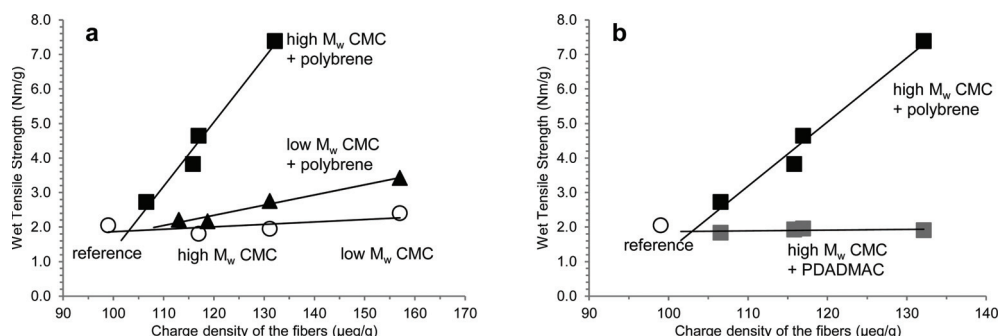 a
8.0
7.0
6.0
5.0
4.0
3.0
2.0
1.0
0.0
Wet Tensile Strength (Nm/g)
high Mw CMC
+ polybrene
low Mw CMC
+ polybrene
reference
high Mw CMC
low Mw CMC
90 100 110 120 130 140 150 160 170
Charge density of the fibers (µeq/g)
b
8.0
7.0
6.0
5.0
4.0
3.0
2.0
1.0
0.0
Wet Tensile Strength (Nm/g)
high Mw CMC
+ polybrene
reference
high Mw CMC
+ PDADMAC
90 100 110 120 130 140
Charge density of the fibers (µeq/g)